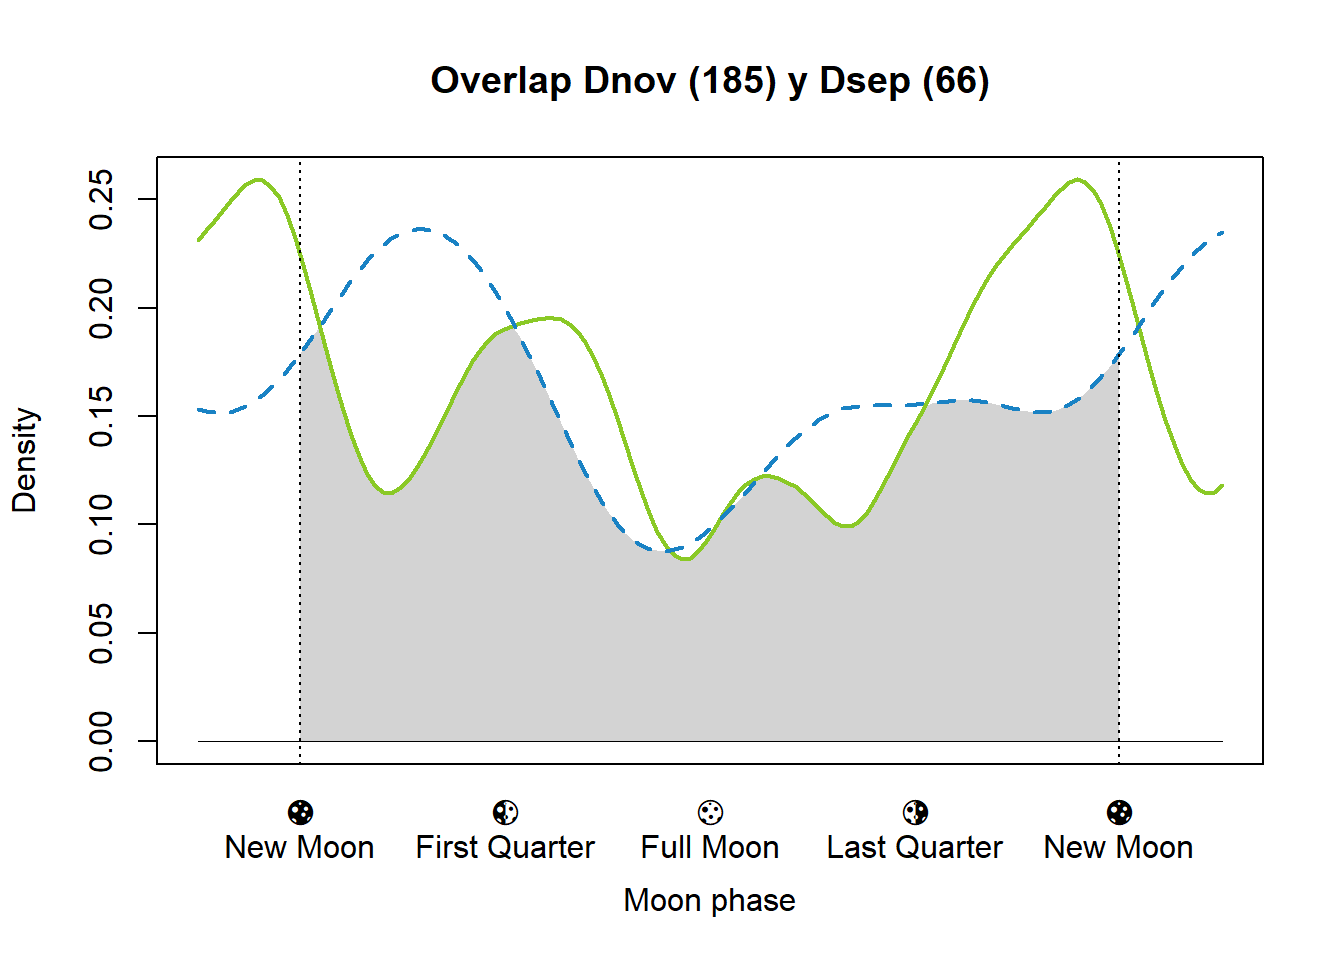 Overlap Dnov (185) y Dsep (66)
0.25
0.20
0.15
0.10
0.05
0.00
Density
New Moon First Quarter Full Moon Last Quarter New Moon
Moon phase